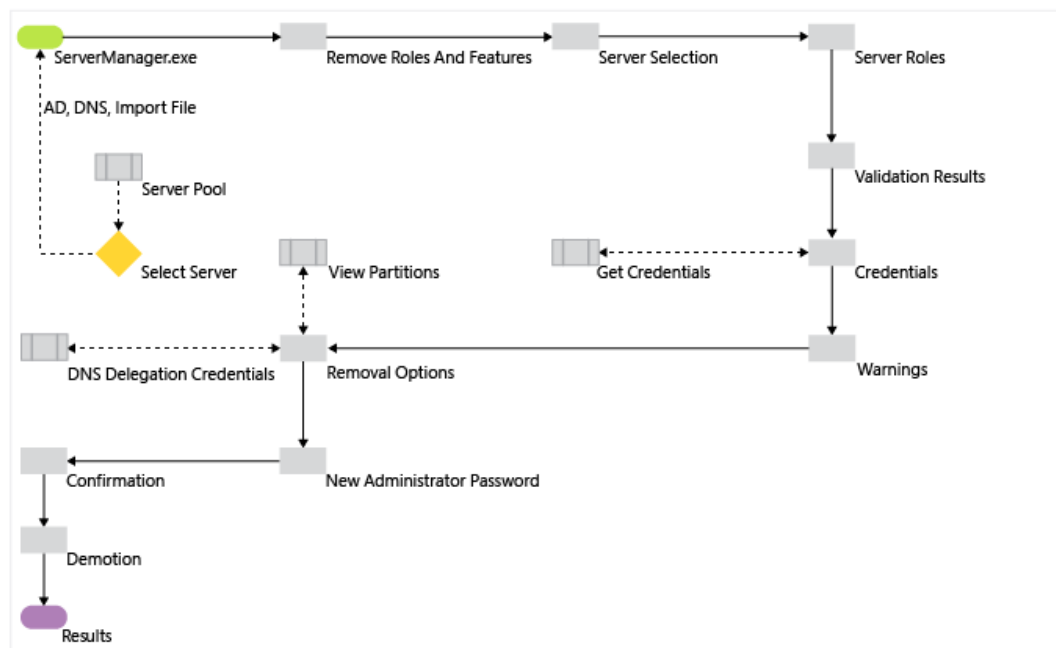 ServerManager.exe
Remove Roles And Features
Server Selection
Server Roles
AD, DNS, Import File
Server Pool
Validation Results
Select Server
View Partitions
Get Credentials
Credentials
DNS Delegation Credentials
Removal Options
Warnings
Confirmation
New Administrator Password
Demotion
Results